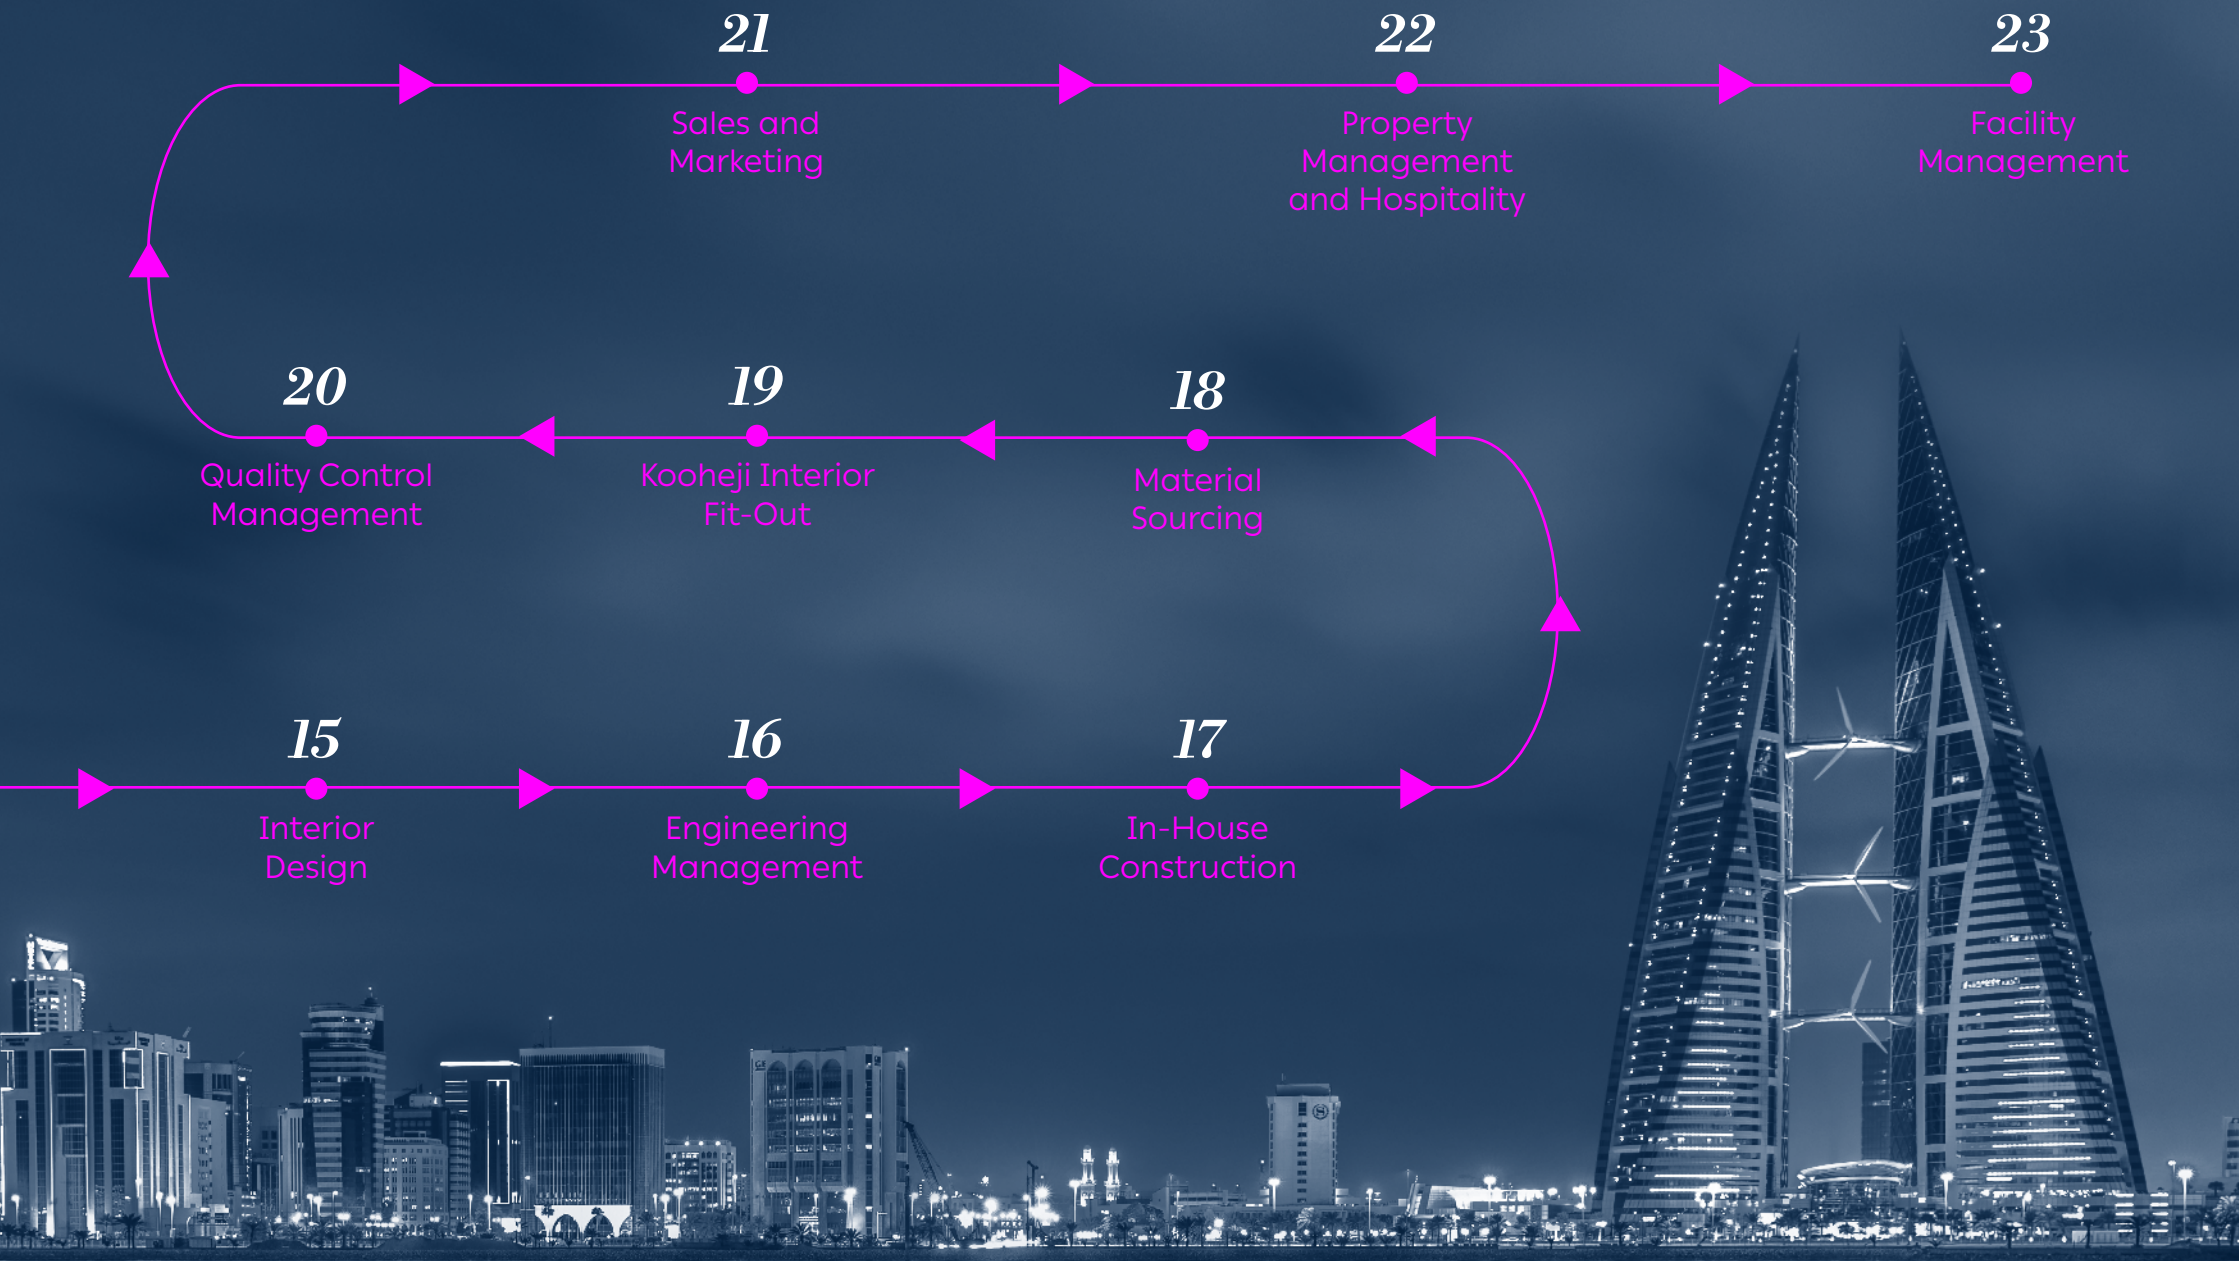 21
22
23
Sales and
Marketing
Property
Management
and Hospitality
Facility
Management
20
19
18
Quality Control
Management
Kooheji Interior
Fit-Out
Material
Sourcing
15
16
17
Interior
Design
Engineering
Management
In-House
Construction